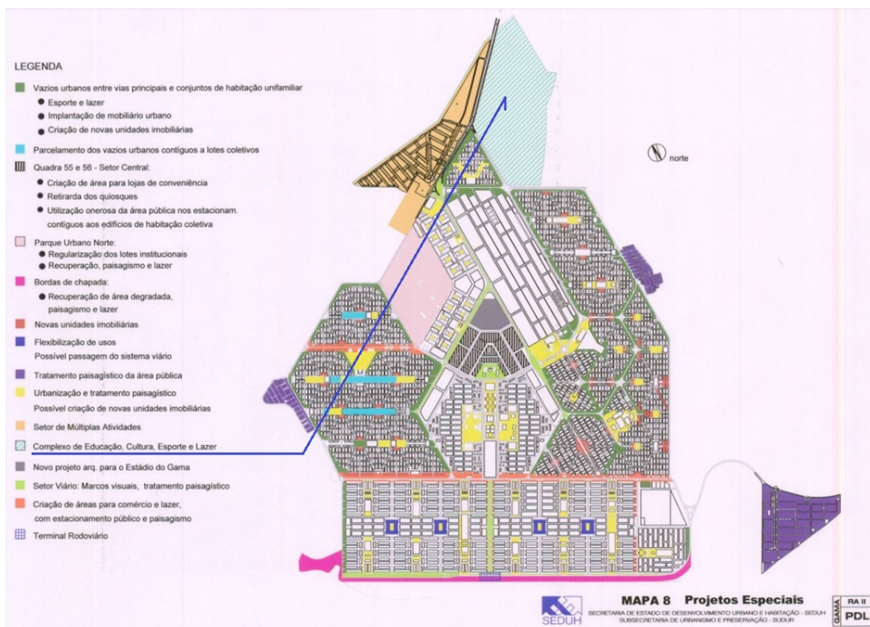 LEGENDA
Vazios urbanos entre vias principais e conjuntos de habitação unifamiliar
Esporte e lazer
Implantação de mobiliário urbano
Criação de novas unidades imobiliárias
Parcelamento dos vazios urbanos contíguos a lotes coletivos
Quadra 55 e 56 - Setor Central:
Criação de área para lojas de conveniência
Retirarda dos quiosques
Utilização onerosa da área pública nos estacionam.
contíguos aos edifícios de habitação coletiva
Parque Urbano Norte:
Regularização dos lotes institucionais
Recuperação, paisagismo e lazer
Bordas de chapada:
Recuperação de área degradada,
paisagismo e lazer
Novas unidades imobiliárias
Flexibilização de usos
Possível passagem do sistema viário
Tratamento paisagístico da área pública
Urbanização e tratamento paisagístico
Possível criação de novas unidades imobiliárias
Setor de Múltiplas Atividades
Complexo de Educação, Cultura, Esporte e Lazer
Novo projeto arq. para o Estádio do Gama
Setor Viário: Marcos visuais, tratamento paisagístico
Criação de áreas para comércio e lazer,
com estacionamento público e paisagismo
Terminal Rodoviário
norte
SEDUH
MAPA 8 Projetos Especiais
SECRETARIA DE ESTADO DE DESENVOLVIMENTO URBANO E HABITAÇÃO - SEDUH
SUBSECRETARIA DE URBANISMO E PRESERVAÇÃO - SUDUR
GAMA
RA II
PDL